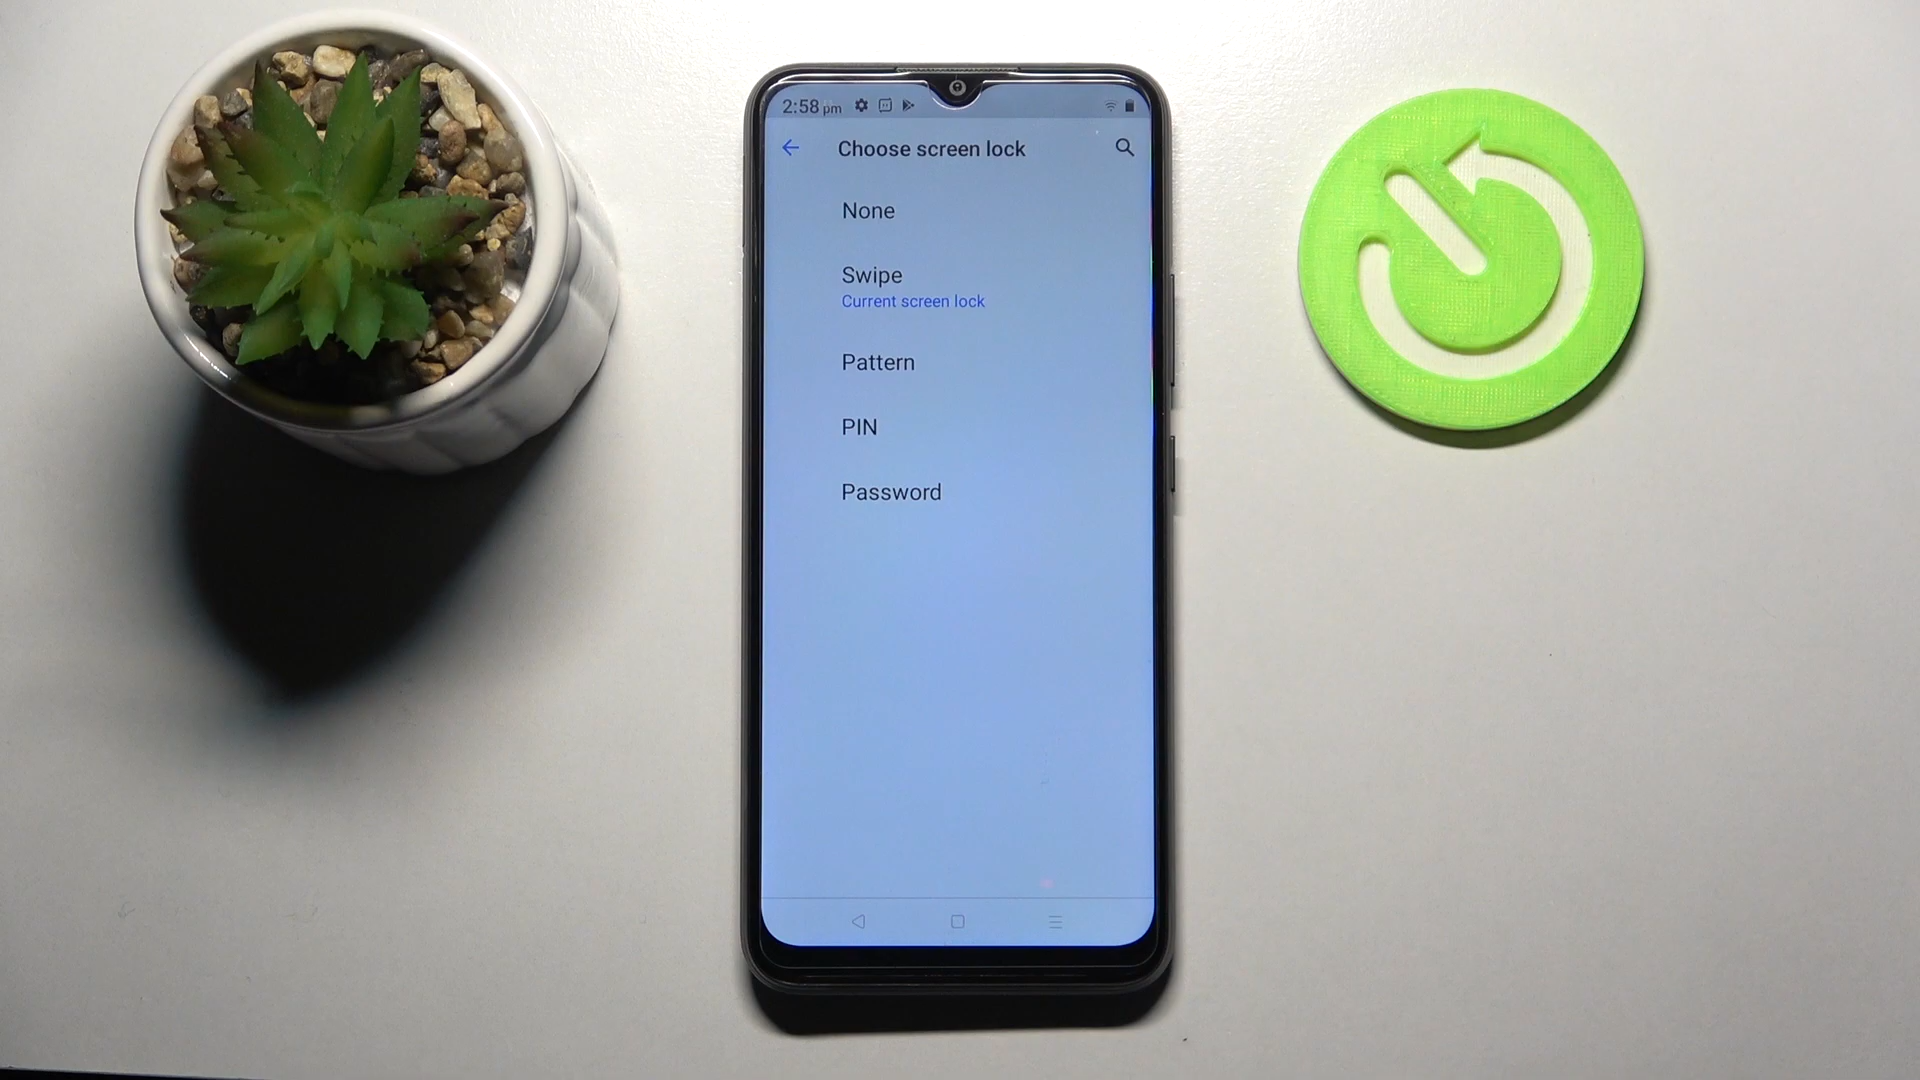 2:58 pm
Choose screen lock
None
Swipe
Current screen lock
Pattern
PIN
Password